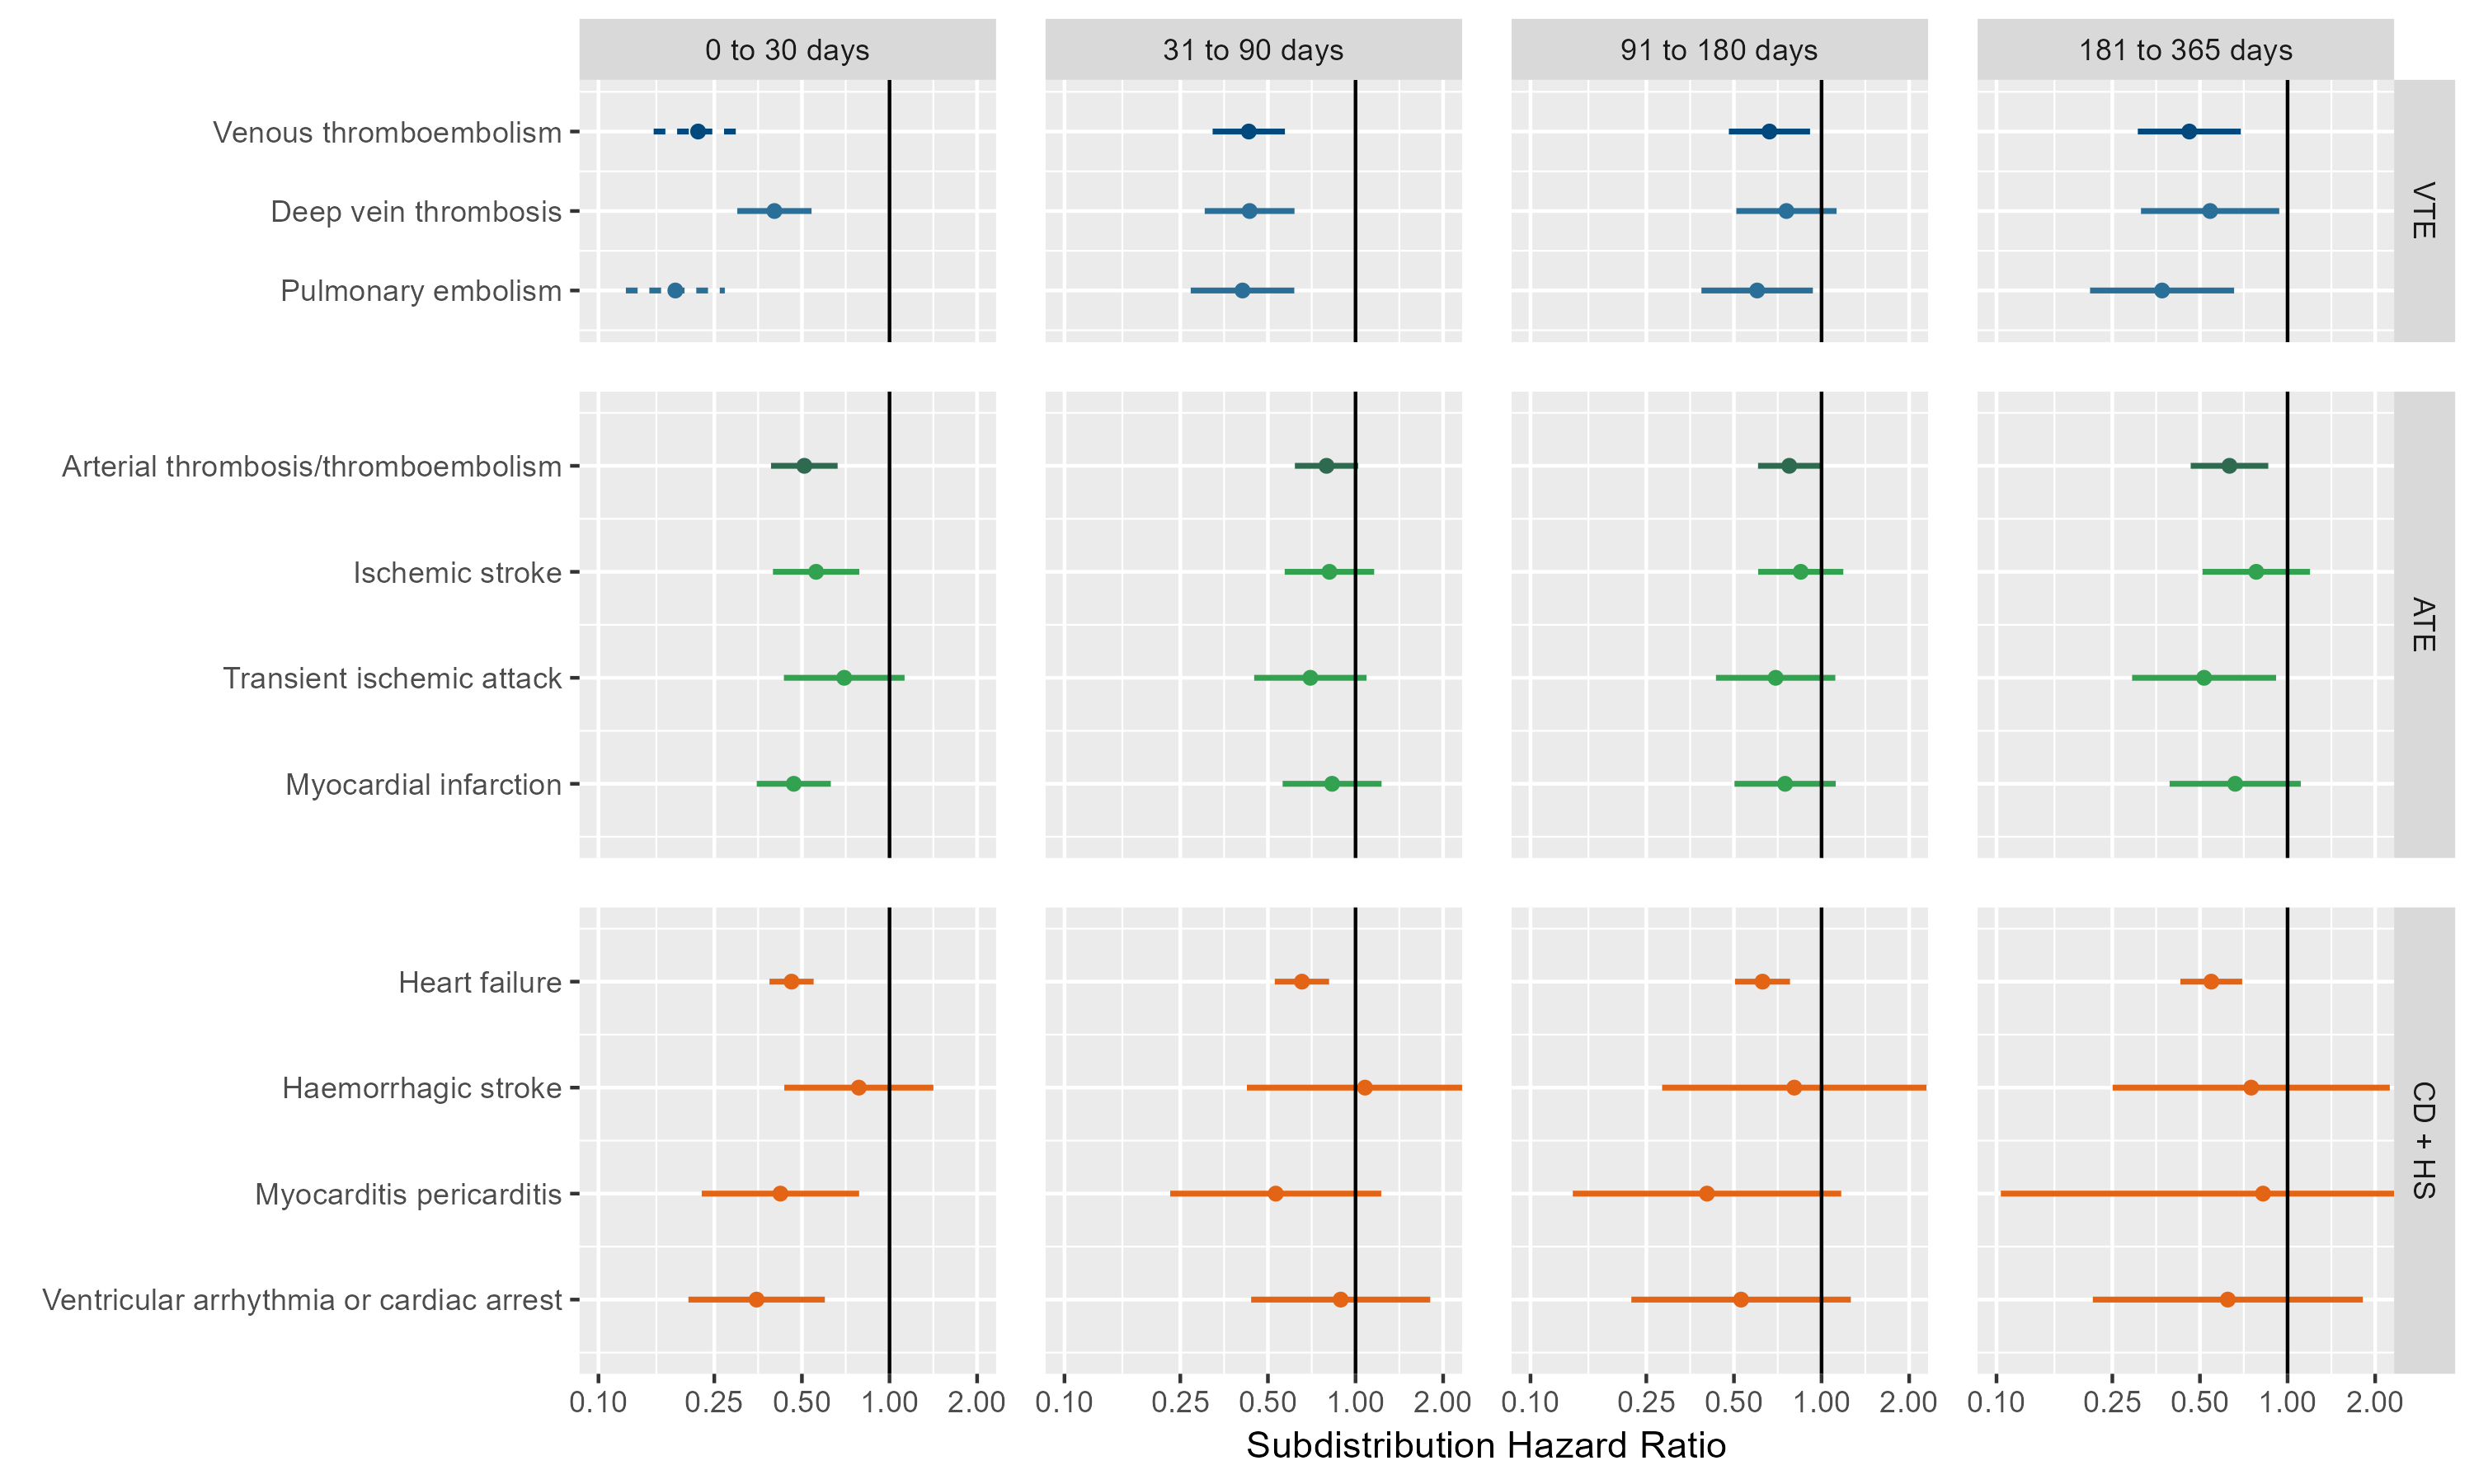 0 to 30 days
31 to 90 days
91 to 180 days
181 to 365 days
Venous thromboembolism
Deep vein thrombosis
Pulmonary embolism
VTE
Arterial thrombosis/thromboembolism
Ischemic stroke
Transient ischemic attack
Myocardial infarction
ATE
Heart failure
Haemorrhagic stroke
Myocarditis pericarditis
Ventricular arrhythmia or cardiac arrest
CD + HS
0.10 0.25 0.50 1.00 2.00
0.10 0.25 0.50 1.00 2.00
0.10 0.25 0.50 1.00 2.00
0.10 0.25 0.50 1.00 2.00
Subdistribution Hazard Ratio